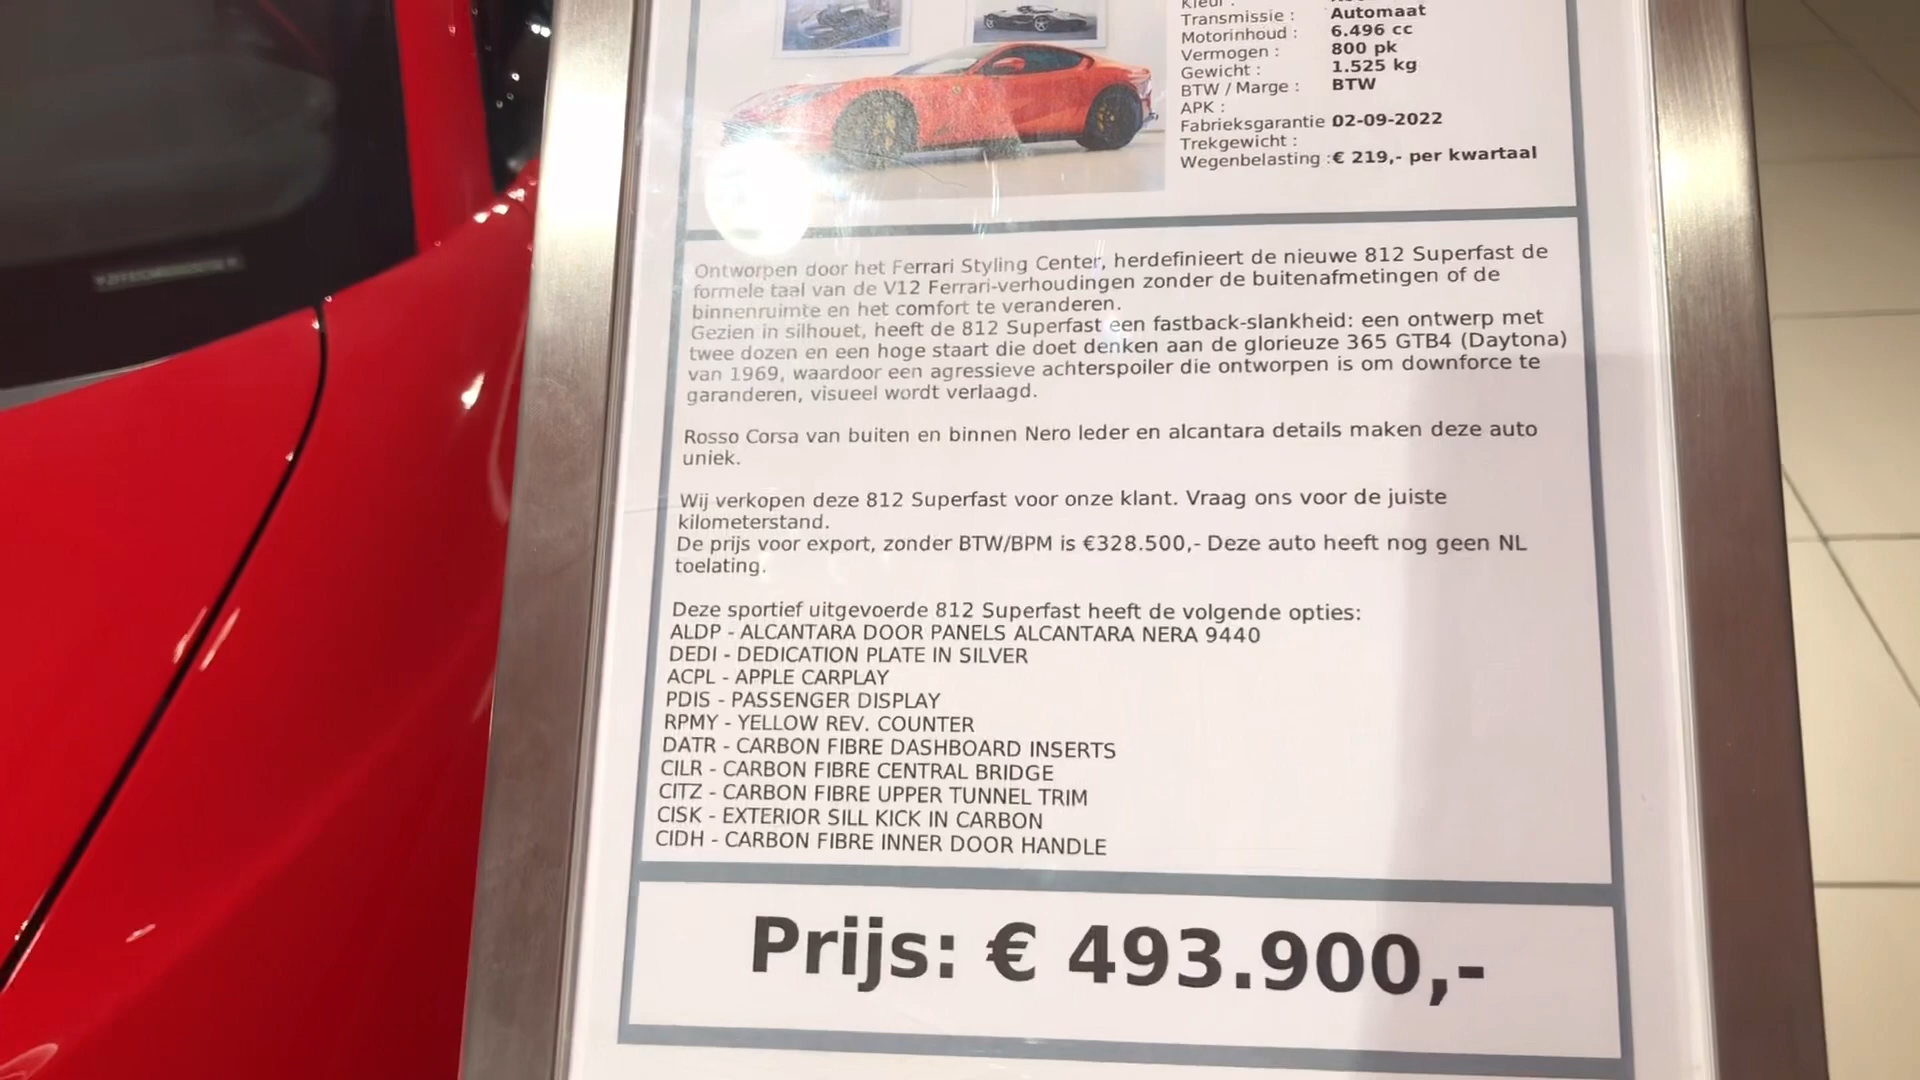 Kleur :
Transmissie : Automaat
Motorinhoud : 6.496 cc
Vermogen : 800 pk
Gewicht : 1.525 kg
BTW / Marge : BTW
APK :
Fabrieksgarantie 02-09-2022
Trekgewicht :
Wegenbelasting :€ 219,- per kwartaal
Ontworpen door het Ferrari Styling Center, herdefinieert de nieuwe 812 Superfast de
formele taal van de V12 Ferrari-verhoudingen zonder de buitenafmetingen of de
binnenruimte en het comfort te veranderen.
Gezien in silhouet, heeft de 812 Superfast een fastback-slankheid: een ontwerp met
twee dozen en een hoge staart die doet denken aan de glorieuze 365 GTB4 (Daytona)
van 1969, waardoor een agressieve achterspoiler die ontworpen is om downforce te
garanderen, visueel wordt verlaagd.
Rosso Corsa van buiten en binnen Nero leder en alcantara details maken deze auto
uniek.
Wij verkopen deze 812 Superfast voor onze klant. Vraag ons voor de juiste
kilometerstand.
De prijs voor export, zonder BTW/BPM is €328.500,- Deze auto heeft nog geen NL
toelating.
Deze sportief uitgevoerde 812 Superfast heeft de volgende opties:
ALDP - ALCANTARA DOOR PANELS ALCANTARA NERA 9440
DEDI - DEDICATION PLATE IN SILVER
ACPL - APPLE CARPLAY
PDIS - PASSENGER DISPLAY
RPMY - YELLOW REV. COUNTER
DATR - CARBON FIBRE DASHBOARD INSERTS
CILR - CARBON FIBRE CENTRAL BRIDGE
CITZ - CARBON FIBRE UPPER TUNNEL TRIM
CISK - EXTERIOR SILL KICK IN CARBON
CIDH - CARBON FIBRE INNER DOOR HANDLE
Prijs: € 493.900,-